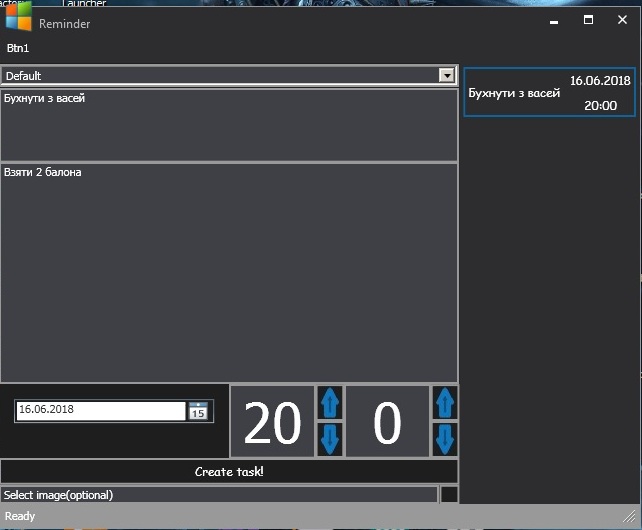 Launcher
Reminder
Btn1
Default
Бухнути з васей
Взяти 2 балона
16.06.2018
15
20
0
Create task!
Select image(optional)
Ready
Бухнути з васей
16.06.2018
20:00